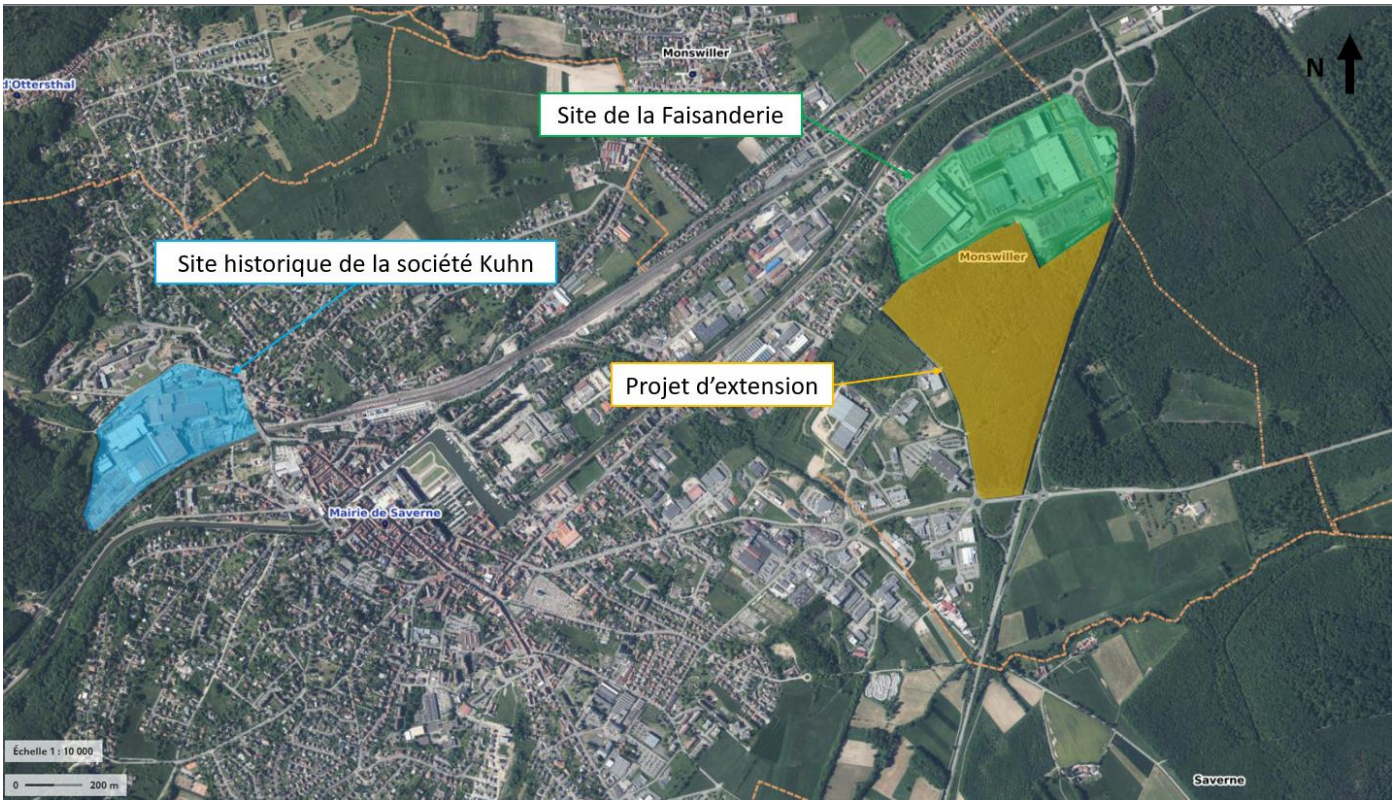 Monswiller
d'Ottersthal
N
Site de la Faisanderie
Site historique de la société Kuhn
Monswiller
Projet d'extension
Mairie de Saverne
Échelle 1 : 10 000
0 200 m
Saverne